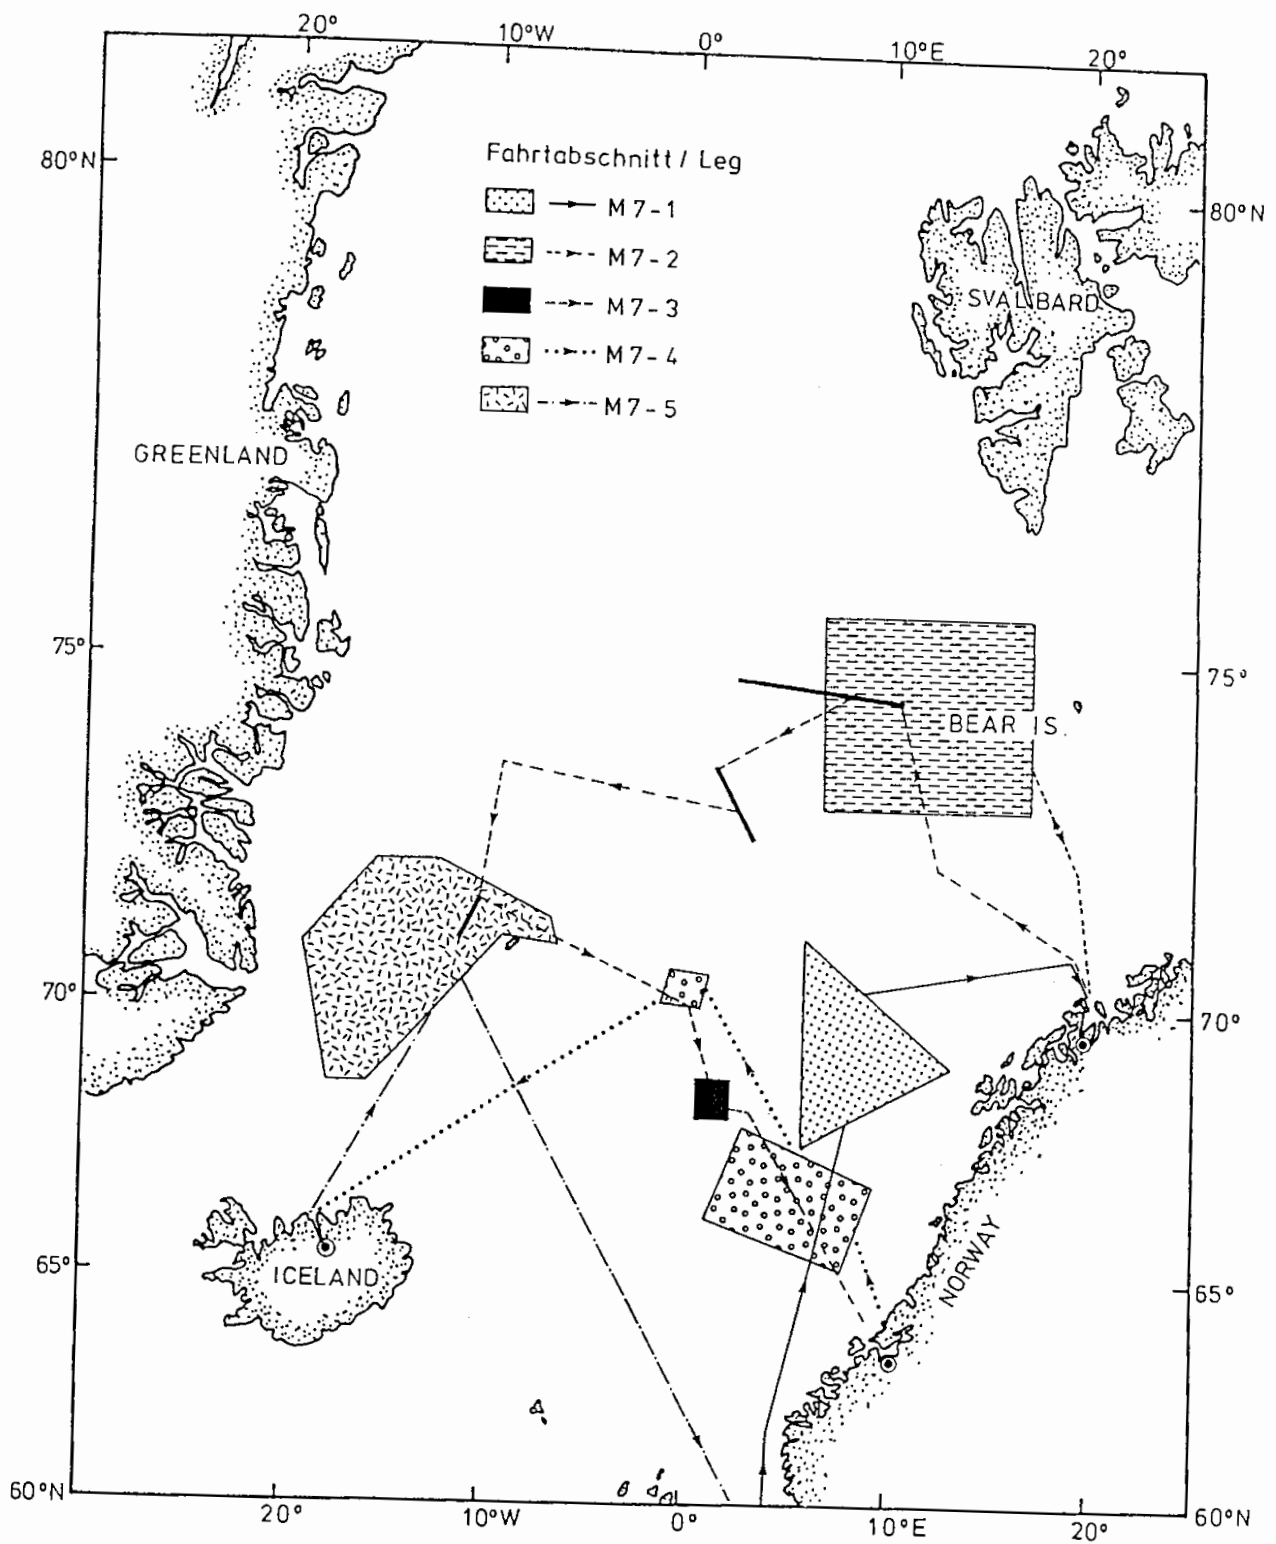 20° 10°W 0° 10°E 20°
80°N
Fahrtabschnitt / Leg
M7-1
80°N
M7-2
SVALBARD
M7-3
M7-4
M7-5
GREENLAND
75°
75°
BEAR IS.
70°
70°
NORWAY
65°
ICELAND
65°
60°N
60°N
20° 10°W 0° 10°E 20°